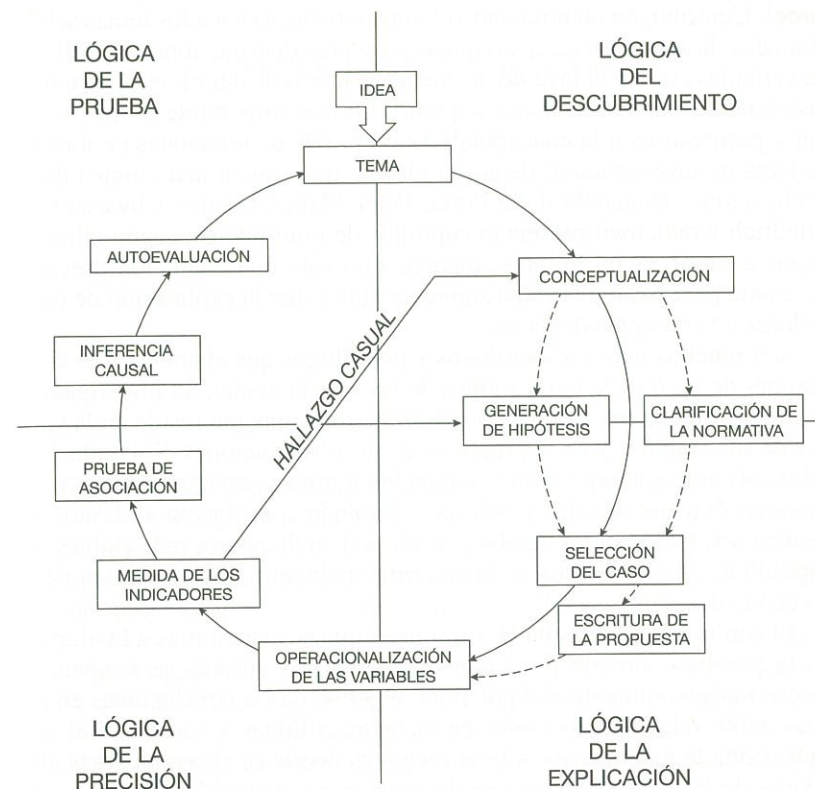 LÓGICA
DE LA
PRUEBA
LÓGICA
DEL
DESCUBRIMIENTO
IDEA
TEMA
AUTOEVALUACIÓN
CONCEPTUALIZACIÓN
INFERENCIA
CAUSAL
HALLAZGO CASUAL
GENERACIÓN
DE HIPÓTESIS
CLARIFICACIÓN DE
LA NORMATIVA
PRUEBA DE
ASOCIACIÓN
SELECCIÓN
DEL CASO
MEDIDA DE LOS
INDICADORES
ESCRITURA DE
LA PROPUESTA
OPERACIONALIZACIÓN
DE LAS VARIABLES
LÓGICA
DE LA
PRECISIÓN
LÓGICA
DE LA
EXPLICACIÓN